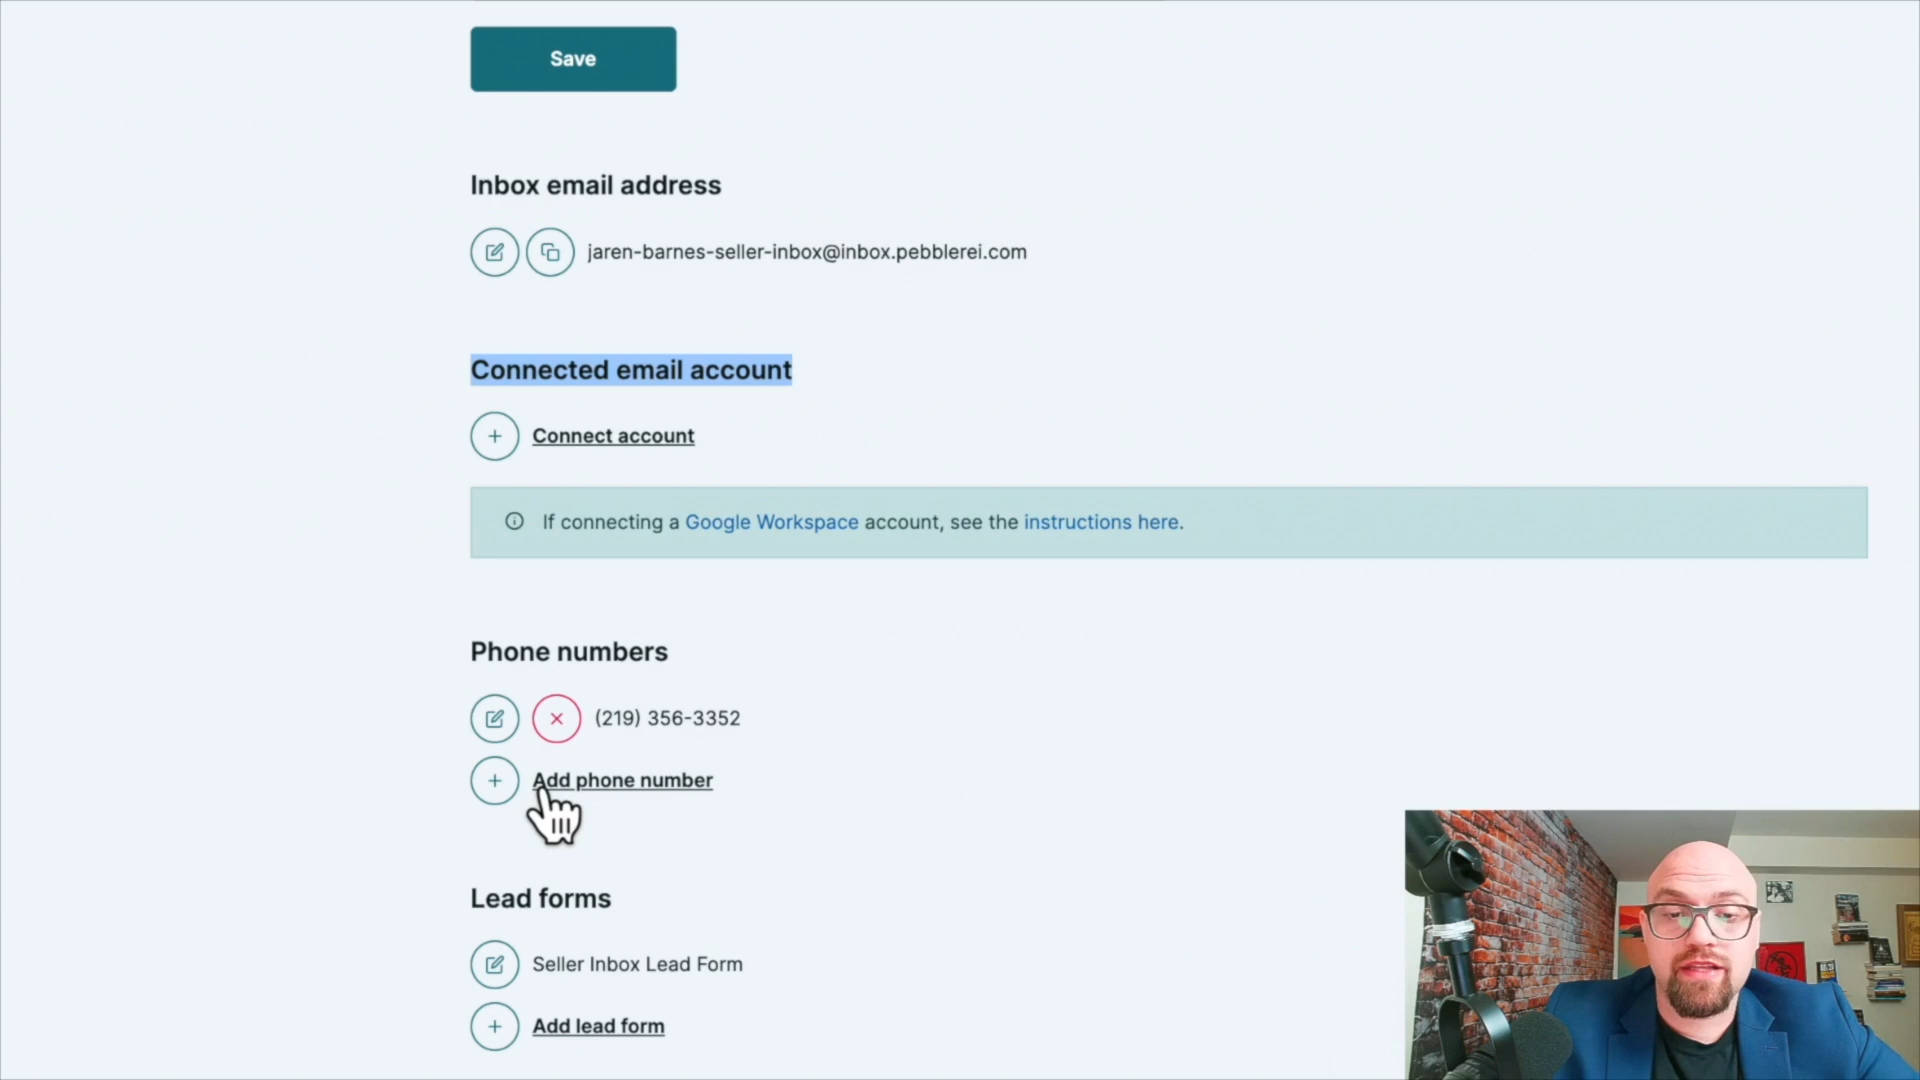 Save
Inbox email address
jaren-barnes-seller-inbox@inbox.pebblerei.com
Connected email account
Connect account
If connecting a Google Workspace account, see the instructions here.
Phone numbers
(219) 356-3352
Add phone number
Lead forms
Seller Inbox Lead Form
Add lead form